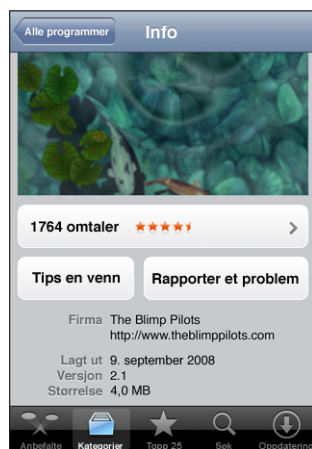 Alle programmer
Info
1764 omtaler
Tips en venn
Rapporter et problem
Firma The Blimp Pilots
http://www.theblimppilots.com
Lagt ut 9. september 2008
Versjon 2.1
Størrelse 4,0 MB
Anbefalte Kategorier Topp 25 Søk Oppdatering